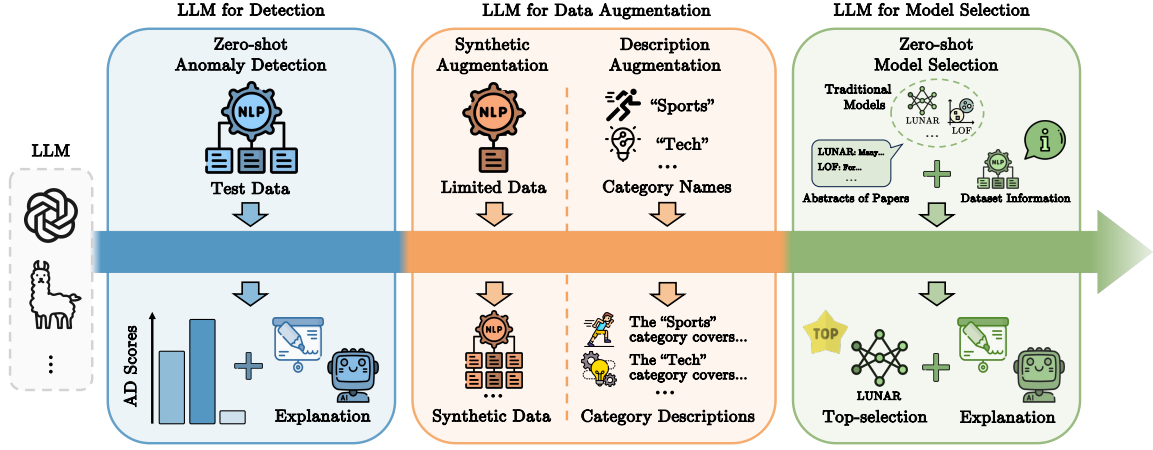 LLM for Detection
LLM for Data Augmentation
LLM for Model Selection
LLM
Zero-shot
Anomaly Detection
NLP
Test Data
AD Scores
Explanation
AI
Synthetic
Augmentation
NLP
Limited Data
NLP
Synthetic Data
Description
Augmentation
“Sports”
“Tech”
...
Category Names
The “Sports”
category covers...
The “Tech”
category covers...
...
Category Descriptions
Zero-shot
Model Selection
Traditional
Models
LUNAR
LOF
...
LUNAR: Many...
LOF: For...
...
Abstracts of Papers
NLP
Dataset Information
TOP
LUNAR
Top-selection
AI
Explanation